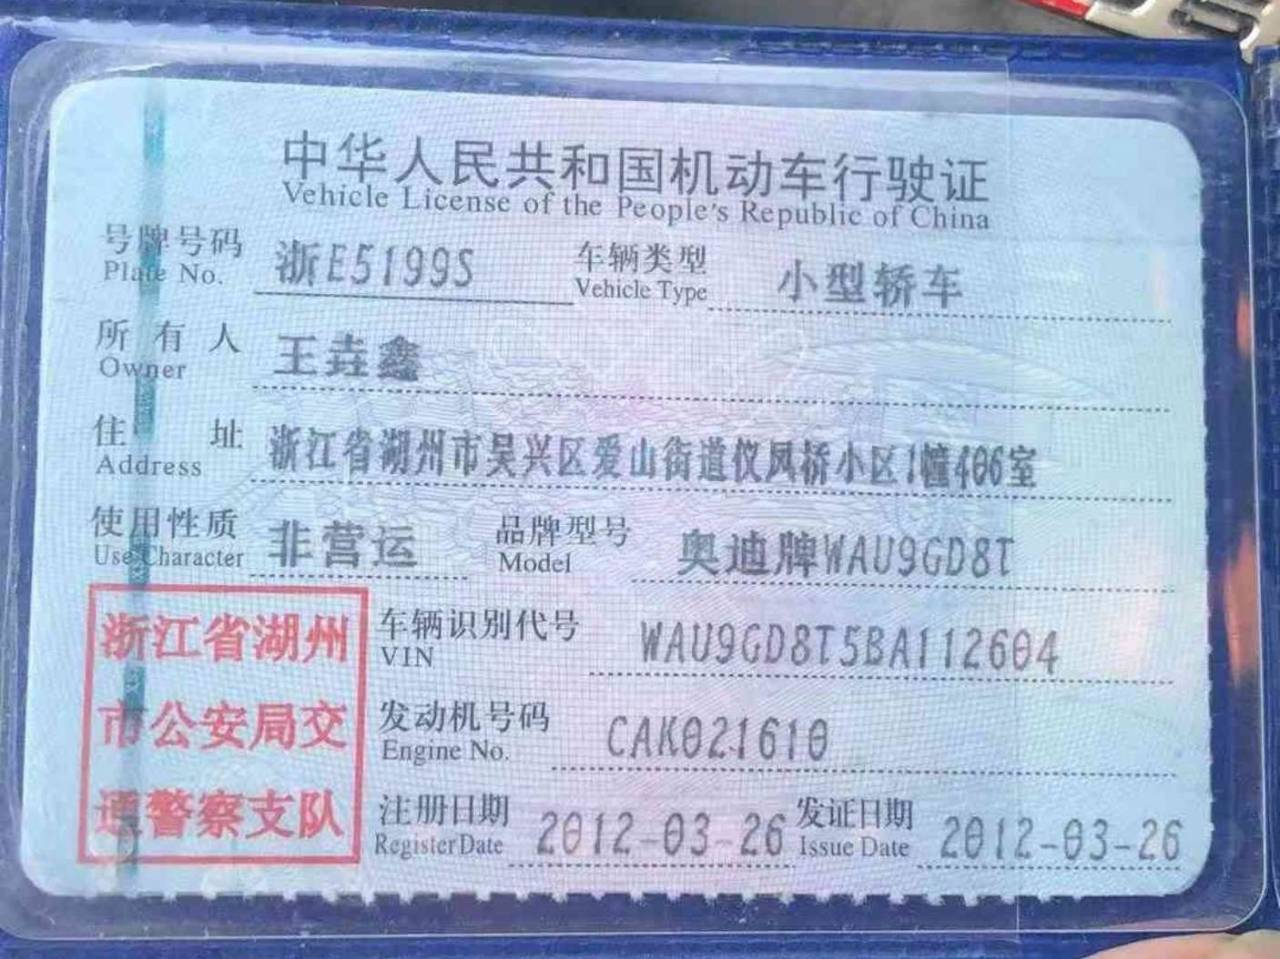 中华人民共和国机动车行驶证
Vehicle License of the People's Republic of China
号牌号码 浙E5199S 车辆类型 小型轿车
Plate No. Vehicle Type
所有人 王垚鑫
Owner
住址 浙江省湖州市吴兴区爱山街道仪凤桥小区1幢406室
Address
使用性质 非营运 品牌型号 奥迪牌WAU9GD8T
Use Character Model
浙江省湖州
市公安局交
通警察支队
车辆识别代号 WAU9GD8T5BA112604
VIN
发动机号码 CAK021610
Engine No.
注册日期 2012-03-26 发证日期 2012-03-26
Register Date Issue Date